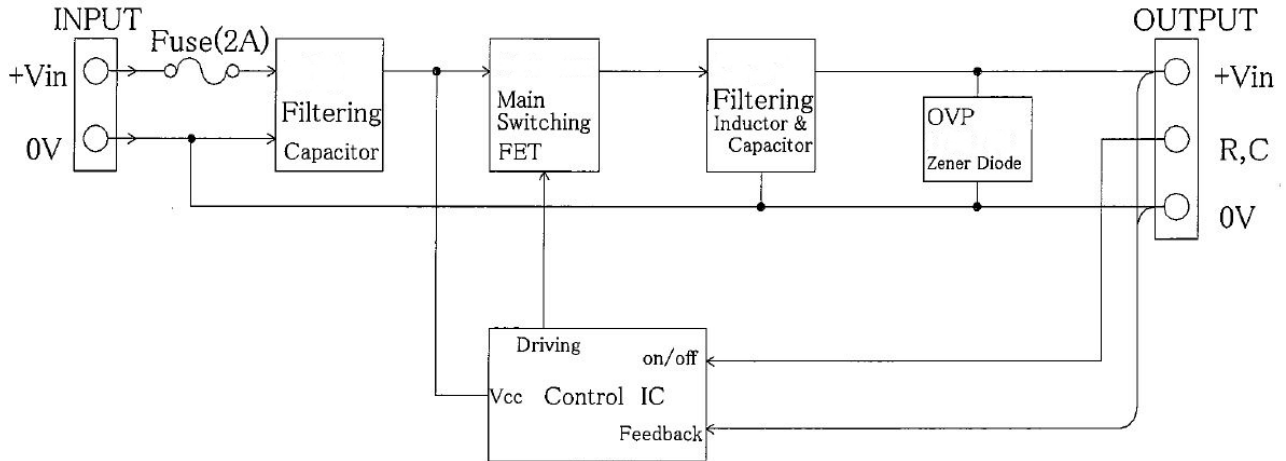 INPUT
OUTPUT
Fuse(2A)
+Vin
0V
Filtering
Capacitor
Main
Switching
FET
Filtering
Inductor &
Capacitor
OVP
Zener Diode
+Vin
R,C
0V
Driving
on/off
Vcc
Control IC
Feedback